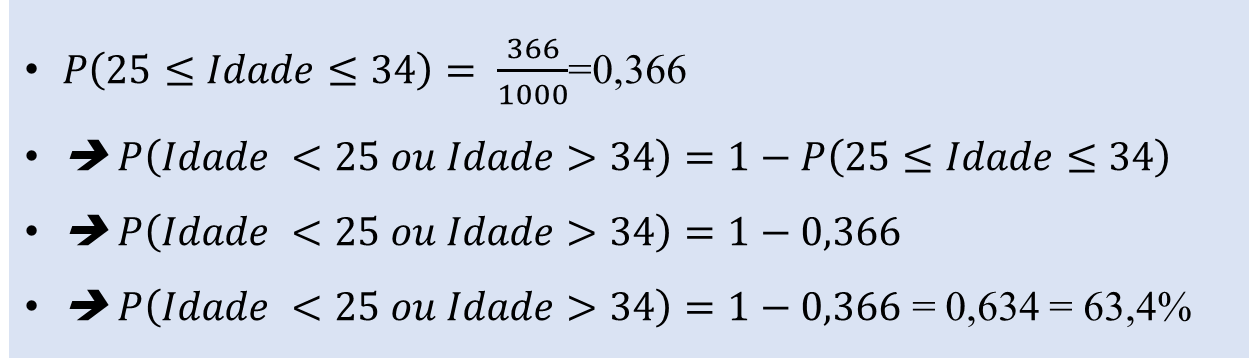 • P(25 ≤ Idade ≤ 34) = 366/1000=0,366
• ➔ P(Idade < 25 ou Idade > 34) = 1 − P(25 ≤ Idade ≤ 34)
• ➔ P(Idade < 25 ou Idade > 34) = 1 − 0,366
• ➔ P(Idade < 25 ou Idade > 34) = 1 − 0,366 = 0,634 = 63,4%